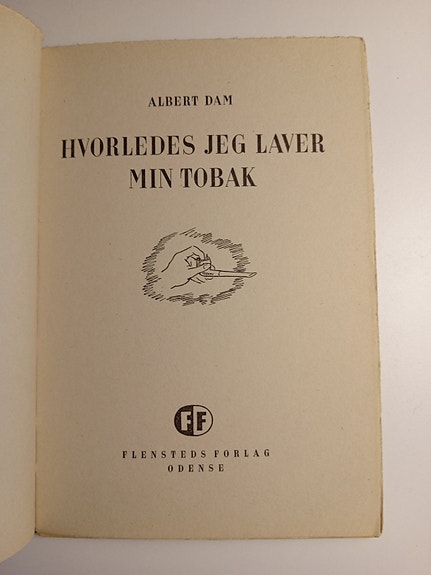 ALBERT DAM
HVORLEDES JEG LAVER
MIN TOBAK
FF
FLENSTEDS FORLAG
ODENSE